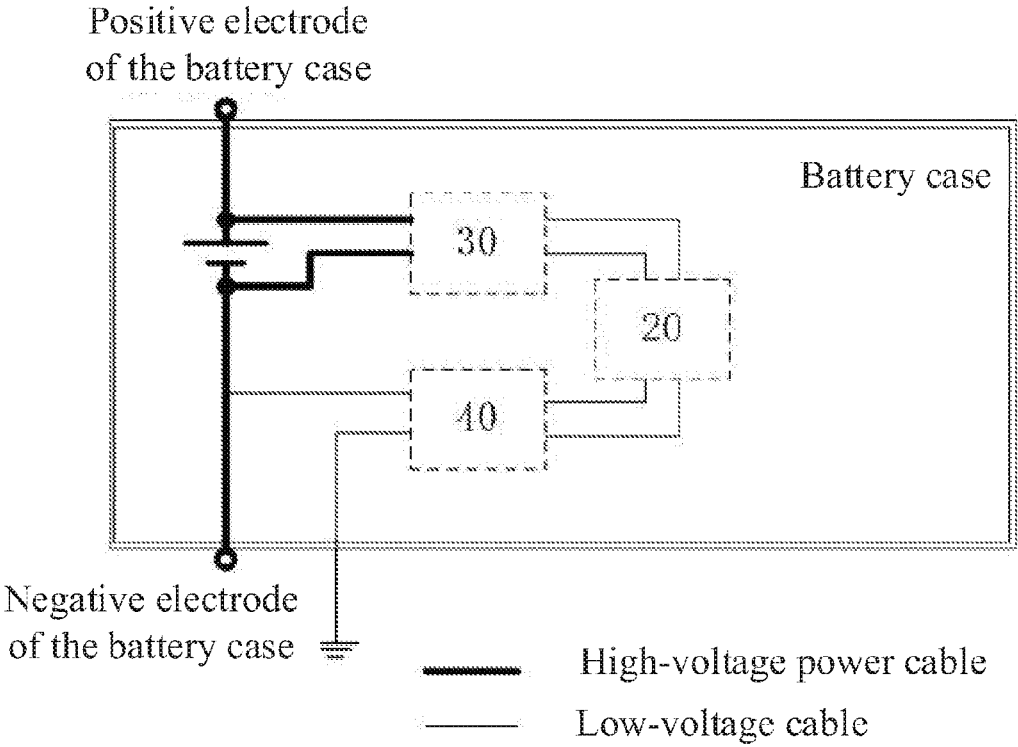 Positive electrode
of the battery case
Battery case
30
20
40
Negative electrode
of the battery case
High-voltage power cable
Low-voltage cable